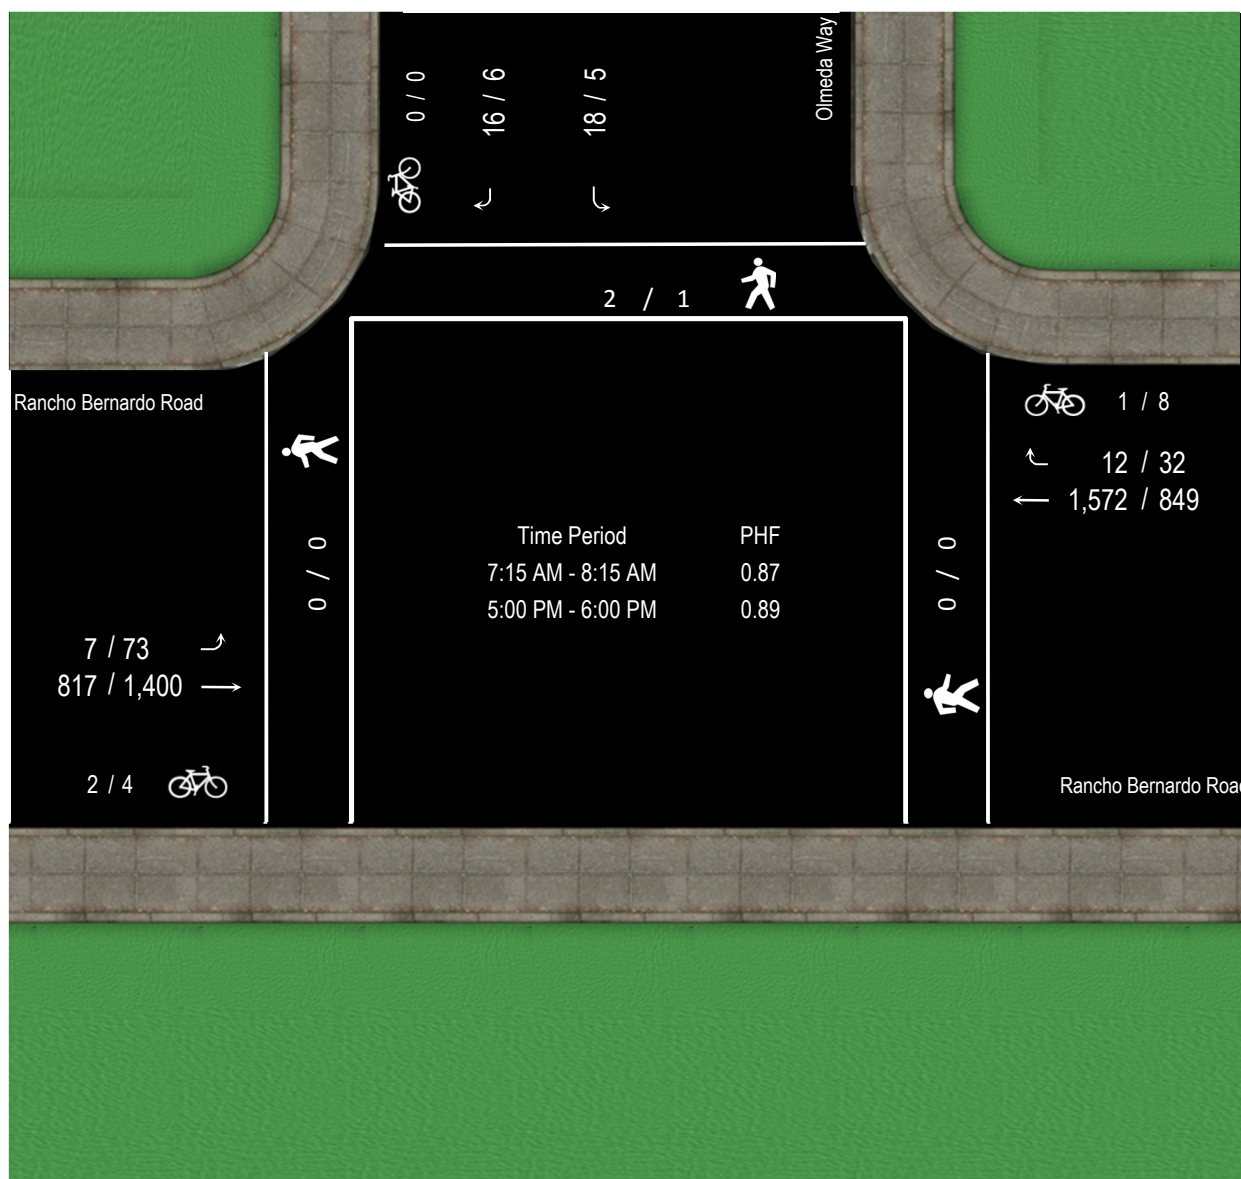 Olmeda Way
0 / 0
16 / 6
18 / 5
2 / 1
Rancho Bernardo Road
1 / 8
12 / 32
1,572 / 849
0 / 0
0 / 0
Time Period PHF
7:15 AM - 8:15 AM 0.87
5:00 PM - 6:00 PM 0.89
7 / 73
817 / 1,400
2 / 4
Rancho Bernardo Road